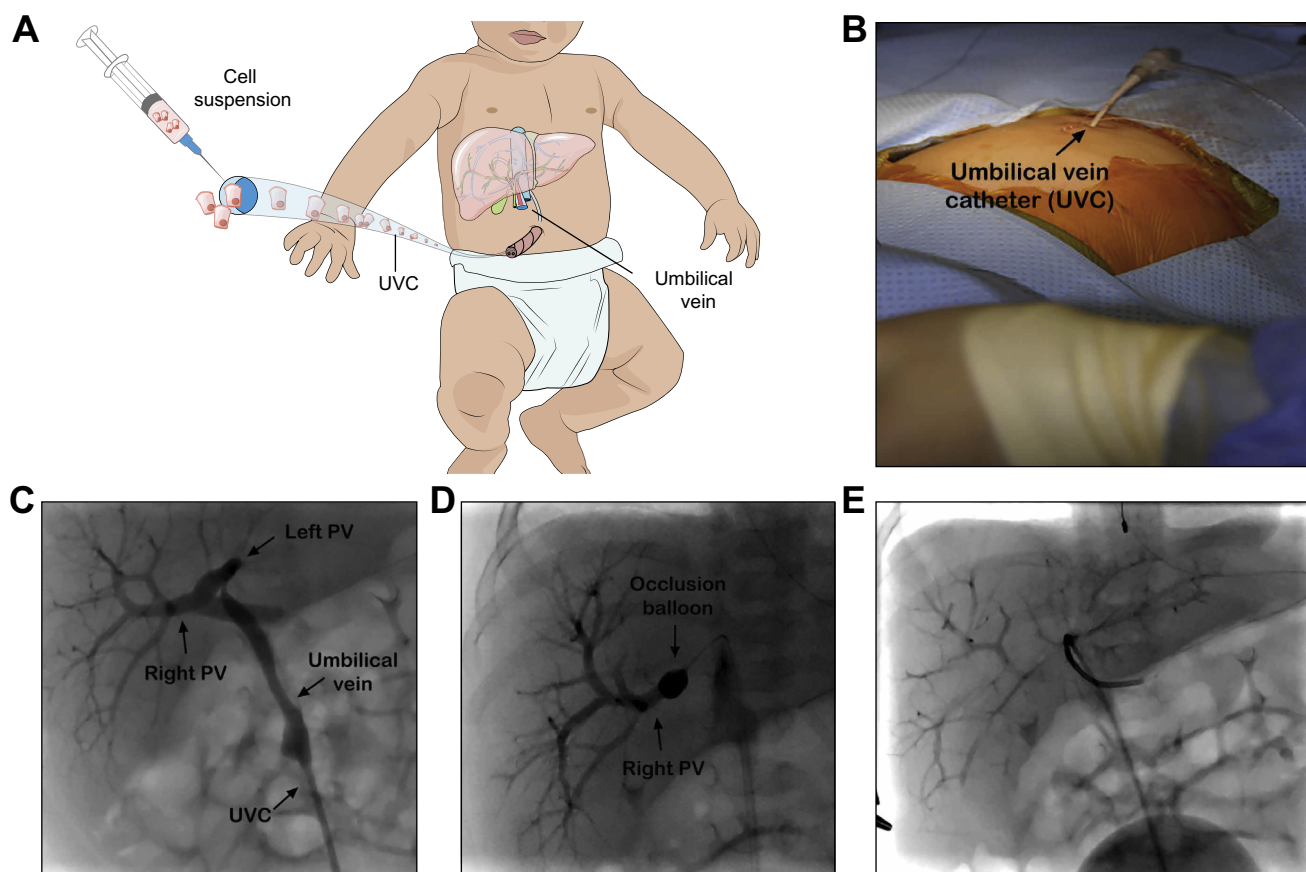 A
Cell
suspension
UVC
Umbilical
vein
B
Umbilical vein
catheter (UVC)
C
Left PV
Right PV
Umbilical
vein
UVC
D
Occlusion
balloon
Right PV
E